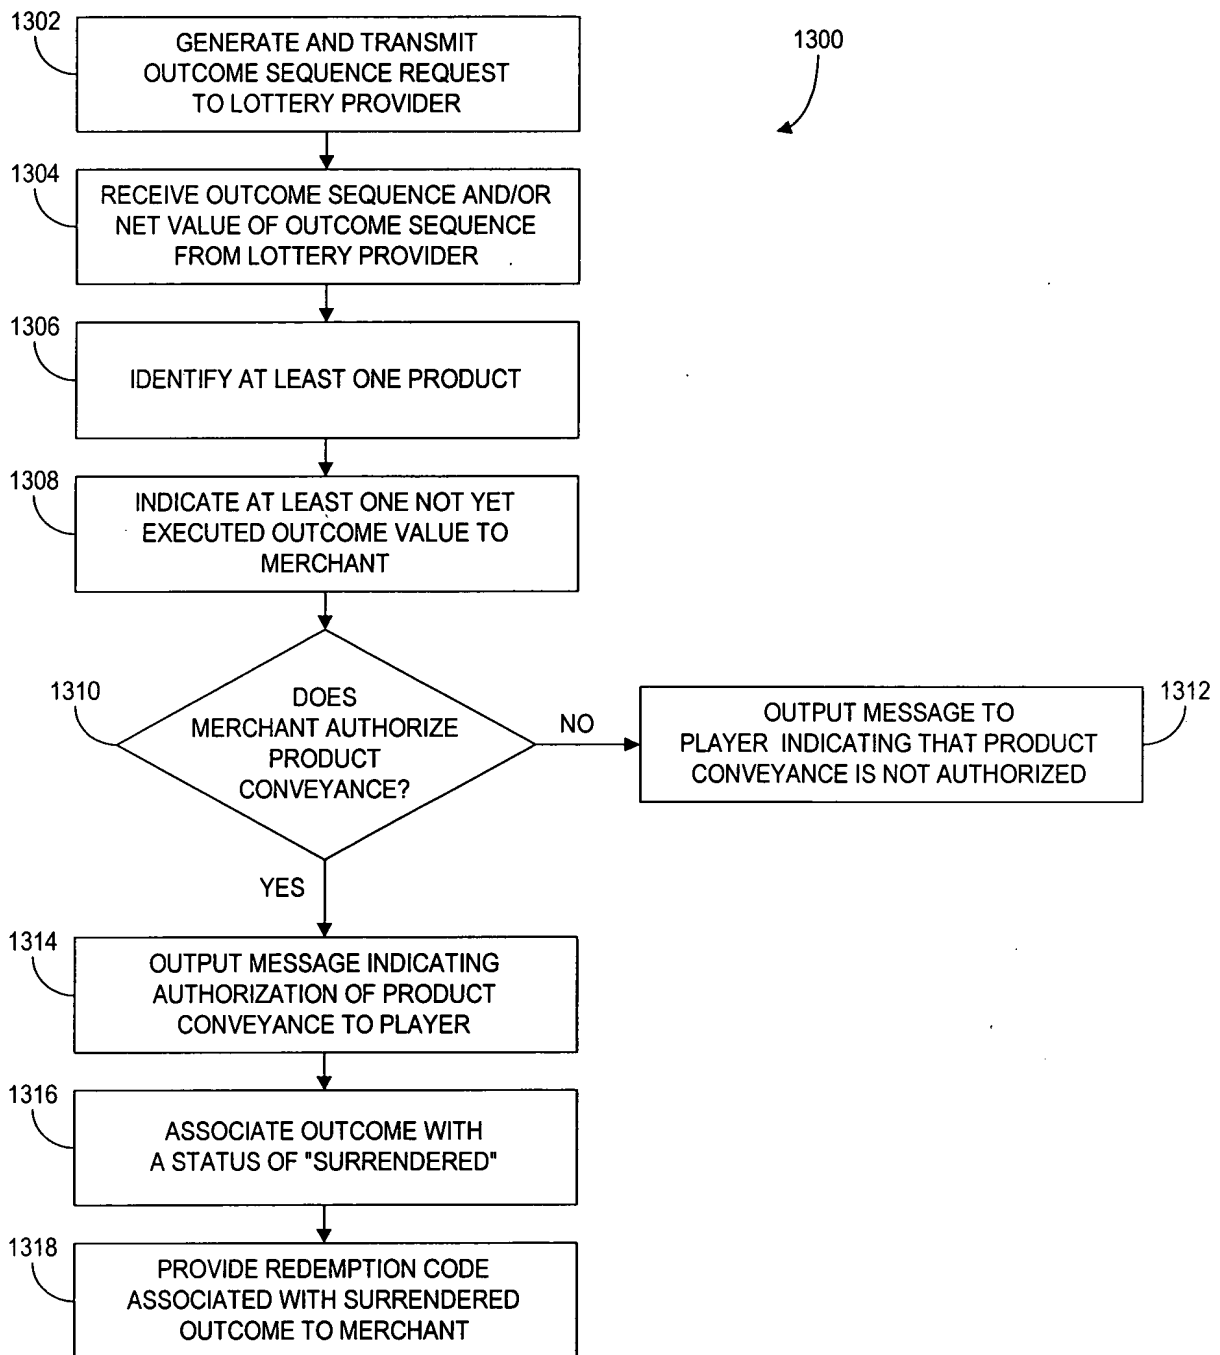 1302
GENERATE AND TRANSMIT
OUTCOME SEQUENCE REQUEST
TO LOTTERY PROVIDER
1300
1304
RECEIVE OUTCOME SEQUENCE AND/OR
NET VALUE OF OUTCOME SEQUENCE
FROM LOTTERY PROVIDER
1306
IDENTIFY AT LEAST ONE PRODUCT
1308
INDICATE AT LEAST ONE NOT YET
EXECUTED OUTCOME VALUE TO
MERCHANT
1310
DOES
MERCHANT AUTHORIZE
PRODUCT
CONVEYANCE?
NO
1312
OUTPUT MESSAGE TO
PLAYER INDICATING THAT PRODUCT
CONVEYANCE IS NOT AUTHORIZED
YES
1314
OUTPUT MESSAGE INDICATING
AUTHORIZATION OF PRODUCT
CONVEYANCE TO PLAYER
1316
ASSOCIATE OUTCOME WITH
A STATUS OF "SURRENDERED"
1318
PROVIDE REDEMPTION CODE
ASSOCIATED WITH SURRENDERED
OUTCOME TO MERCHANT